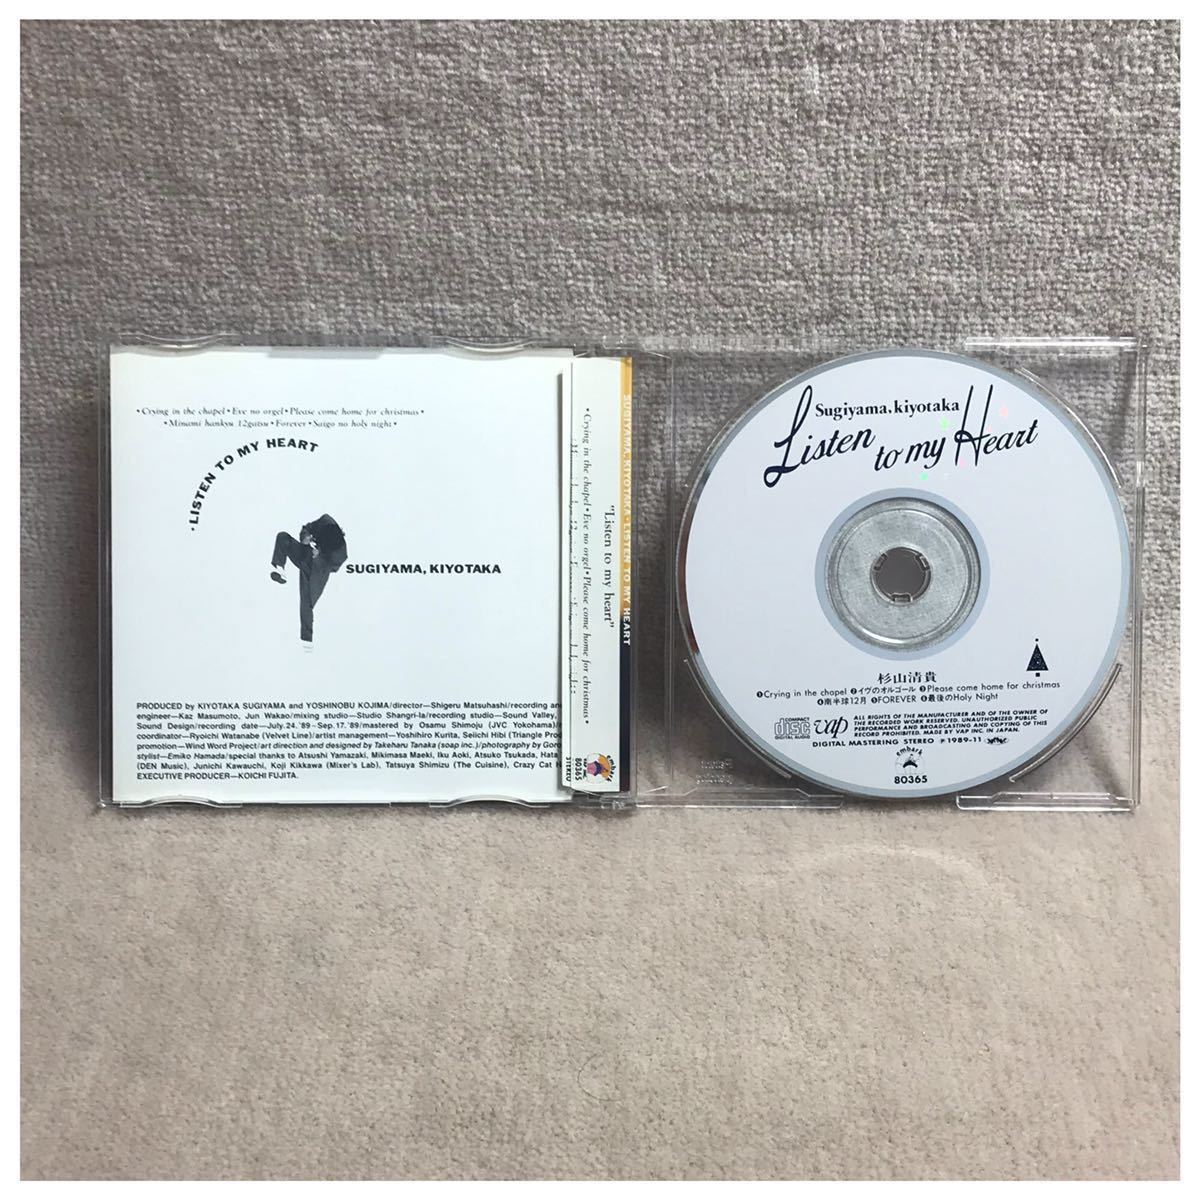 •Crying in the chapel•Eve no orgel•Please come home for christmas•
•Minami hankyu 12gatsu•Forever•Saigo no holy night•
•LISTEN TO MY HEART
SUGIYAMA, KIYOTAKA
PRODUCED by KIYOTAKA SUGIYAMA and YOSHINOBU KOJIMA/director—Shigeru Matsuhashi/recording and
engineer—Kaz Masumoto, Jun Wakao/mixing studio—Studio Shangri-la/recording studio—Sound Valley,
Sound Design/recording date—July.24.'89-Sep.17.'89/mastered by Osamu Shimoju (JVC Yokohama)/
coordinator—Ryoichi Watanabe (Velvet Line)/artist management—Yoshihiro Kurita, Seiichi Hibi (Triangle Prod
promotion—Wind Word Project/art direction and designed by Takeharu Tanaka (soap inc.)/photography by Goro
stylist—Emiko Hamada/special thanks to Atsushi Yamazaki, Mikimasa Maeki, Iku Aoki, Atsuko Tsukada, Hata
(DEN Music), Junichi Kawauchi, Koji Kikkawa (Mixer's Lab), Tatsuya Shimizu (The Cuisine), Crazy Cat
EXECUTIVE PRODUCER—KOICHI FUJITA.
SUGIYAMA, KIYOTAKA•LISTEN TO MY HEART
"Listen to my heart"
•Crying in the chapel•Eve no orgel•Please come home for christmas•
embark
VAP INC.
80365
STEREO
Sugiyama, kiyotaka
Listen
to my Heart
杉山清貴
❶Crying in the chapel ❷イヴのオルゴール ❸Please come home for christmas
❹南半球12月 ❺FOREVER ❻最後のHoly Night
COMPACT
disc
DIGITAL AUDIO
vap
ALL RIGHTS OF THE MANUFACTURER AND OF THE OWNER OF
THE RECORDED WORK RESERVED. UNAUTHORIZED PUBLIC
PERFORMANCE AND BROADCASTING AND COPYING OF THIS
RECORD PROHIBITED. MADE BY VAP INC. IN JAPAN.
DIGITAL MASTERING STEREO Ⓟ1989-11
embark
80365